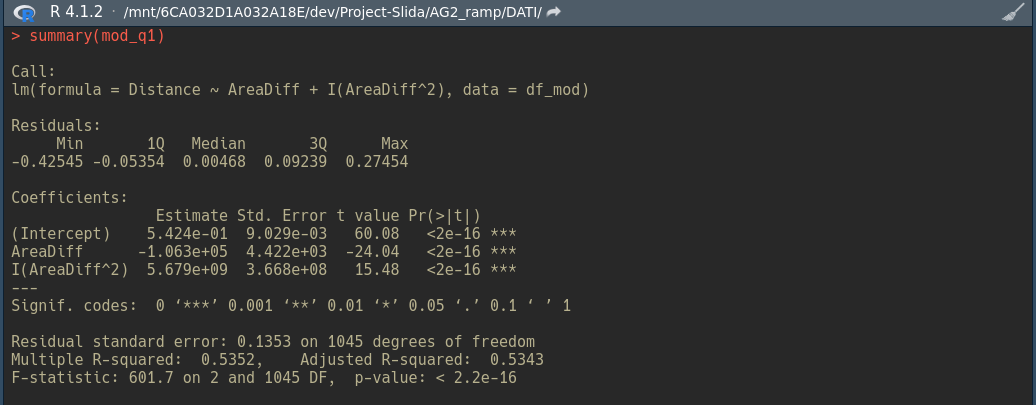 R 4.1.2 · /mnt/6CA032D1A032A18E/dev/Project-Slida/AG2_ramp/DATI/
> summary(mod_q1)

Call:
lm(formula = Distance ~ AreaDiff + I(AreaDiff^2), data = df_mod)

Residuals:
     Min       1Q   Median       3Q      Max
-0.42545 -0.05354  0.00468  0.09239  0.27454

Coefficients:
                Estimate Std. Error t value Pr(>|t|)
(Intercept)    5.424e-01  9.029e-03   60.08   <2e-16 ***
AreaDiff      -1.063e+05  4.422e+03  -24.04   <2e-16 ***
I(AreaDiff^2)  5.679e+09  3.668e+08   15.48   <2e-16 ***
---
Signif. codes:  0 ‘***’ 0.001 ‘**’ 0.01 ‘*’ 0.05 ‘.’ 0.1 ‘ ’ 1

Residual standard error: 0.1353 on 1045 degrees of freedom
Multiple R-squared:  0.5352,    Adjusted R-squared:  0.5343
F-statistic: 601.7 on 2 and 1045 DF,  p-value: < 2.2e-16